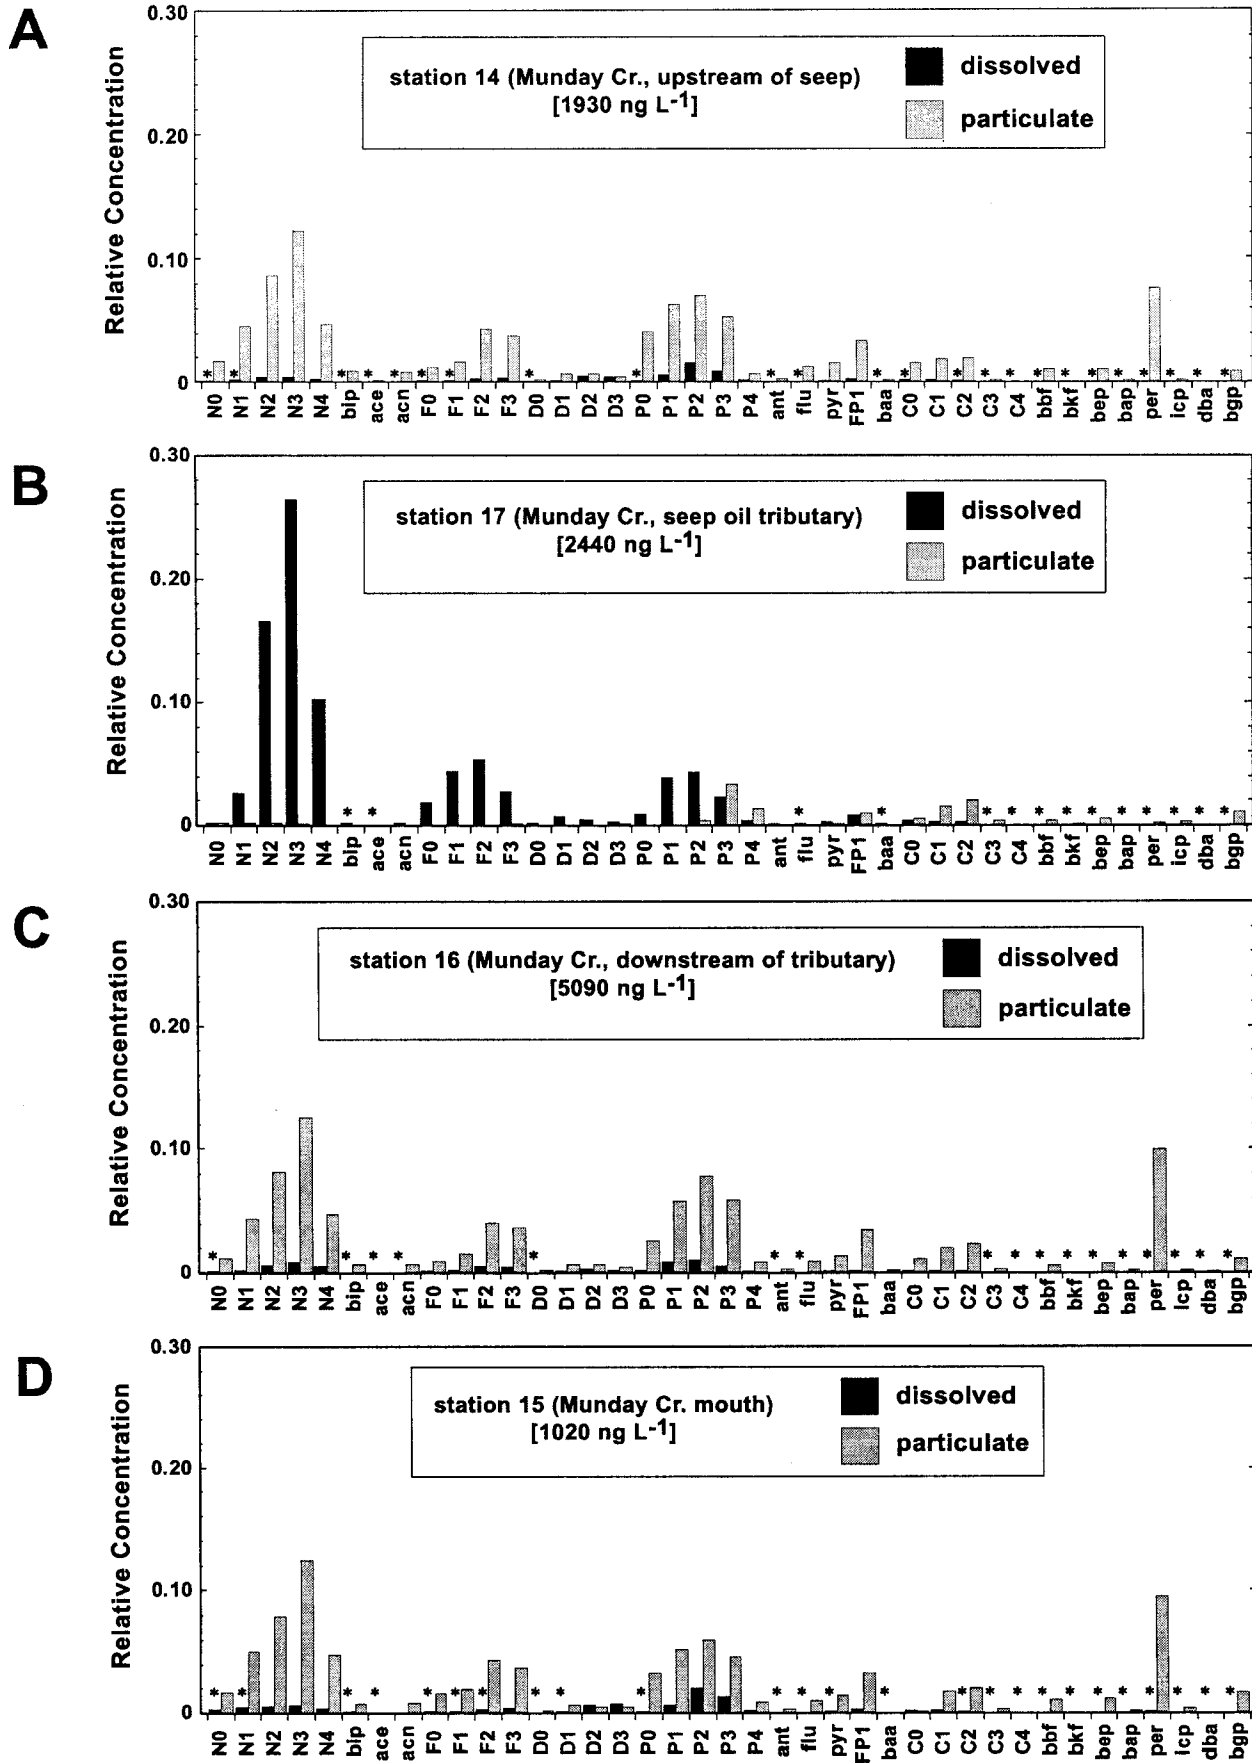 A
Relative Concentration
0.30
0.20
0.10
0
station 14 (Munday Cr., upstream of seep)
[1930 ng L-1]
dissolved
particulate
* * * * * * * * * * * * * * * * * * * *
N0 N1 N2 N3 N4 bip ace acn F0 F1 F2 F3 D0 D1 D2 D3 P0 P1 P2 P3 P4 ant flu pyr FP1 baa C0 C1 C2 C3 C4 bbf bkf bep bap per icp dba bgp
B
Relative Concentration
0.30
0.20
0.10
0
station 17 (Munday Cr., seep oil tributary)
[2440 ng L-1]
dissolved
particulate
* * * * * * * * * * * * * *
N0 N1 N2 N3 N4 bip ace acn F0 F1 F2 F3 D0 D1 D2 D3 P0 P1 P2 P3 P4 ant flu pyr FP1 baa C0 C1 C2 C3 C4 bbf bkf bep bap per icp dba bgp
C
Relative Concentration
0.30
0.20
0.10
0
station 16 (Munday Cr., downstream of tributary)
[5090 ng L-1]
dissolved
particulate
* * * * * * * * * * * * * * * * *
N0 N1 N2 N3 N4 bip ace acn F0 F1 F2 F3 D0 D1 D2 D3 P0 P1 P2 P3 P4 ant flu pyr FP1 baa C0 C1 C2 C3 C4 bbf bkf bep bap per icp dba bgp
D
Relative Concentration
0.30
0.20
0.10
0
station 15 (Munday Cr. mouth)
[1020 ng L-1]
dissolved
particulate
* * * * * * * * * * * * * * * * * * * * * * * *
N0 N1 N2 N3 N4 bip ace acn F0 F1 F2 F3 D0 D1 D2 D3 P0 P1 P2 P3 P4 ant flu pyr FP1 baa C0 C1 C2 C3 C4 bbf bkf bep bap per icp dba bgp